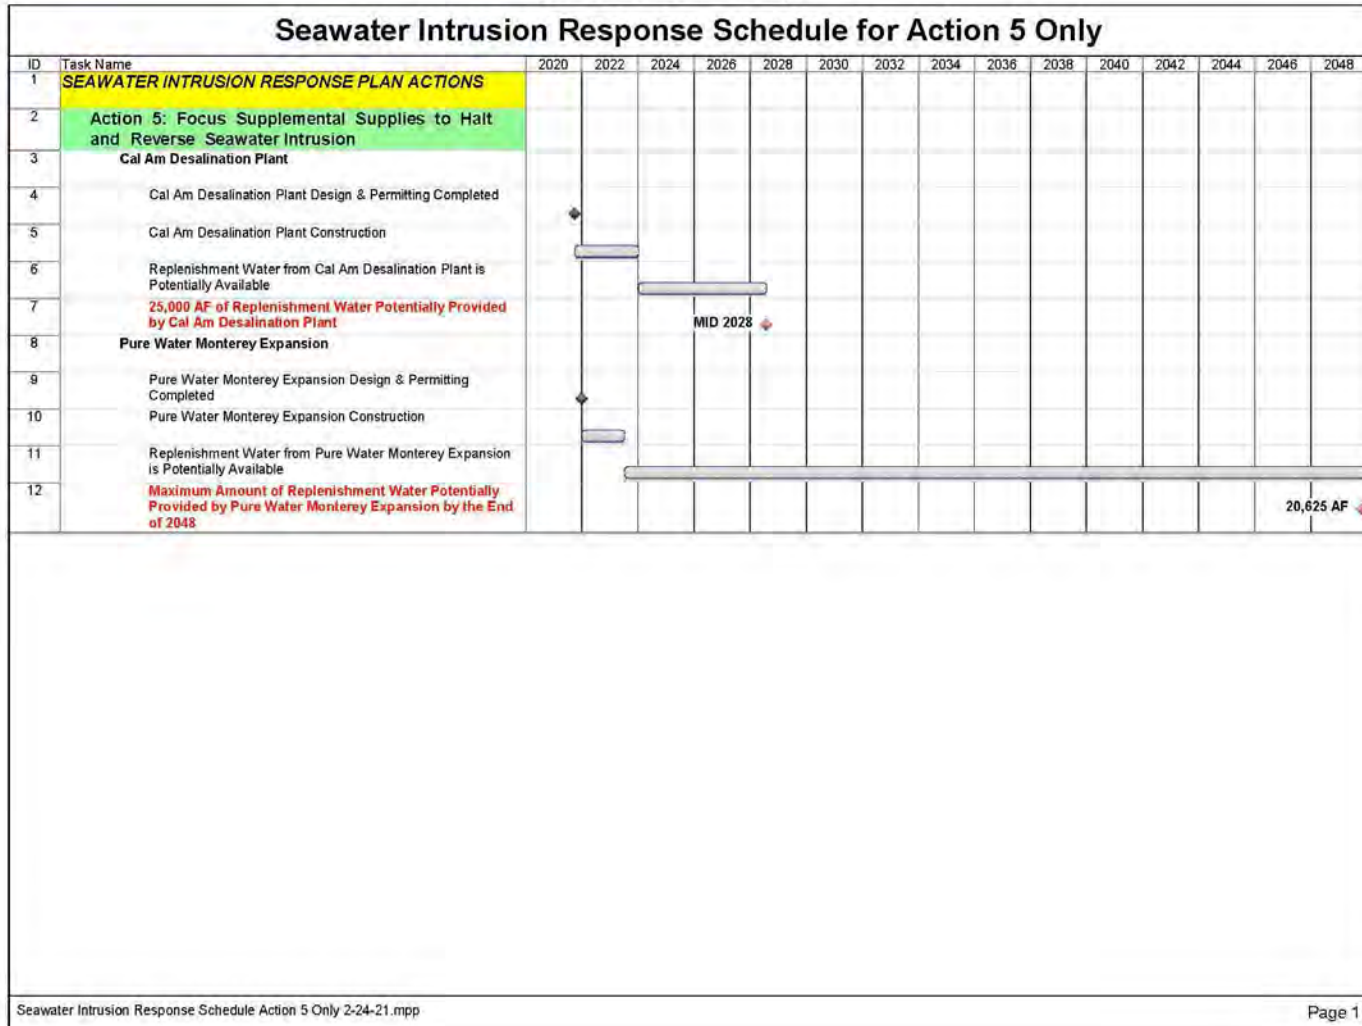 Seawater Intrusion Response Schedule for Action 5 Only
ID Task Name 2020 2022 2024 2026 2028 2030 2032 2034 2036 2038 2040 2042 2044 2046 2048
1 SEAWATER INTRUSION RESPONSE PLAN ACTIONS
2 Action 5: Focus Supplemental Supplies to Halt
and Reverse Seawater Intrusion
3 Cal Am Desalination Plant
4 Cal Am Desalination Plant Design & Permitting Completed
5 Cal Am Desalination Plant Construction
6 Replenishment Water from Cal Am Desalination Plant is
Potentially Available
7 25,000 AF of Replenishment Water Potentially Provided
by Cal Am Desalination Plant MID 2028
8 Pure Water Monterey Expansion
9 Pure Water Monterey Expansion Design & Permitting
Completed
10 Pure Water Monterey Expansion Construction
11 Replenishment Water from Pure Water Monterey Expansion
is Potentially Available
12 Maximum Amount of Replenishment Water Potentially
Provided by Pure Water Monterey Expansion by the End 20,625 AF
of 2048
Seawater Intrusion Response Schedule Action 5 Only 2-24-21.mpp Page 1